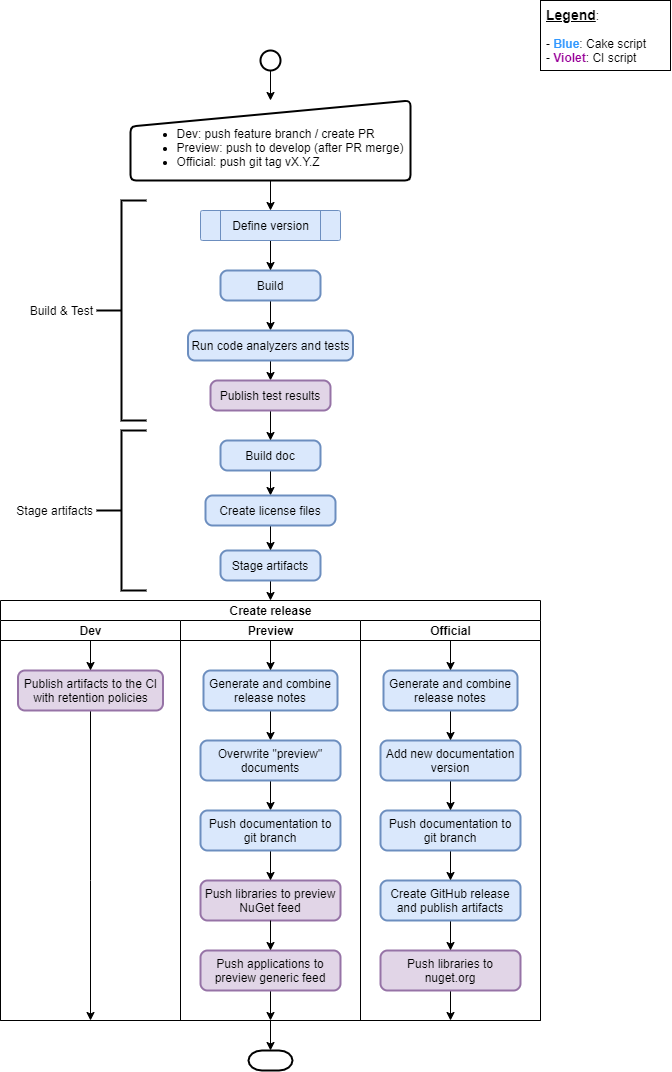 Legend:
- Blue: Cake script
- Violet: CI script
• Dev: push feature branch / create PR
• Preview: push to develop (after PR merge)
• Official: push git tag vX.Y.Z
Define version
Build
Build & Test
Run code analyzers and tests
Publish test results
Build doc
Stage artifacts
Create license files
Stage artifacts
Create release
Dev
Preview
Official
Publish artifacts to the CI
with retention policies
Generate and combine
release notes
Overwrite "preview"
documents
Push documentation to
git branch
Push libraries to preview
NuGet feed
Push applications to
preview generic feed
Generate and combine
release notes
Add new documentation
version
Push documentation to
git branch
Create GitHub release
and publish artifacts
Push libraries to
nuget.org